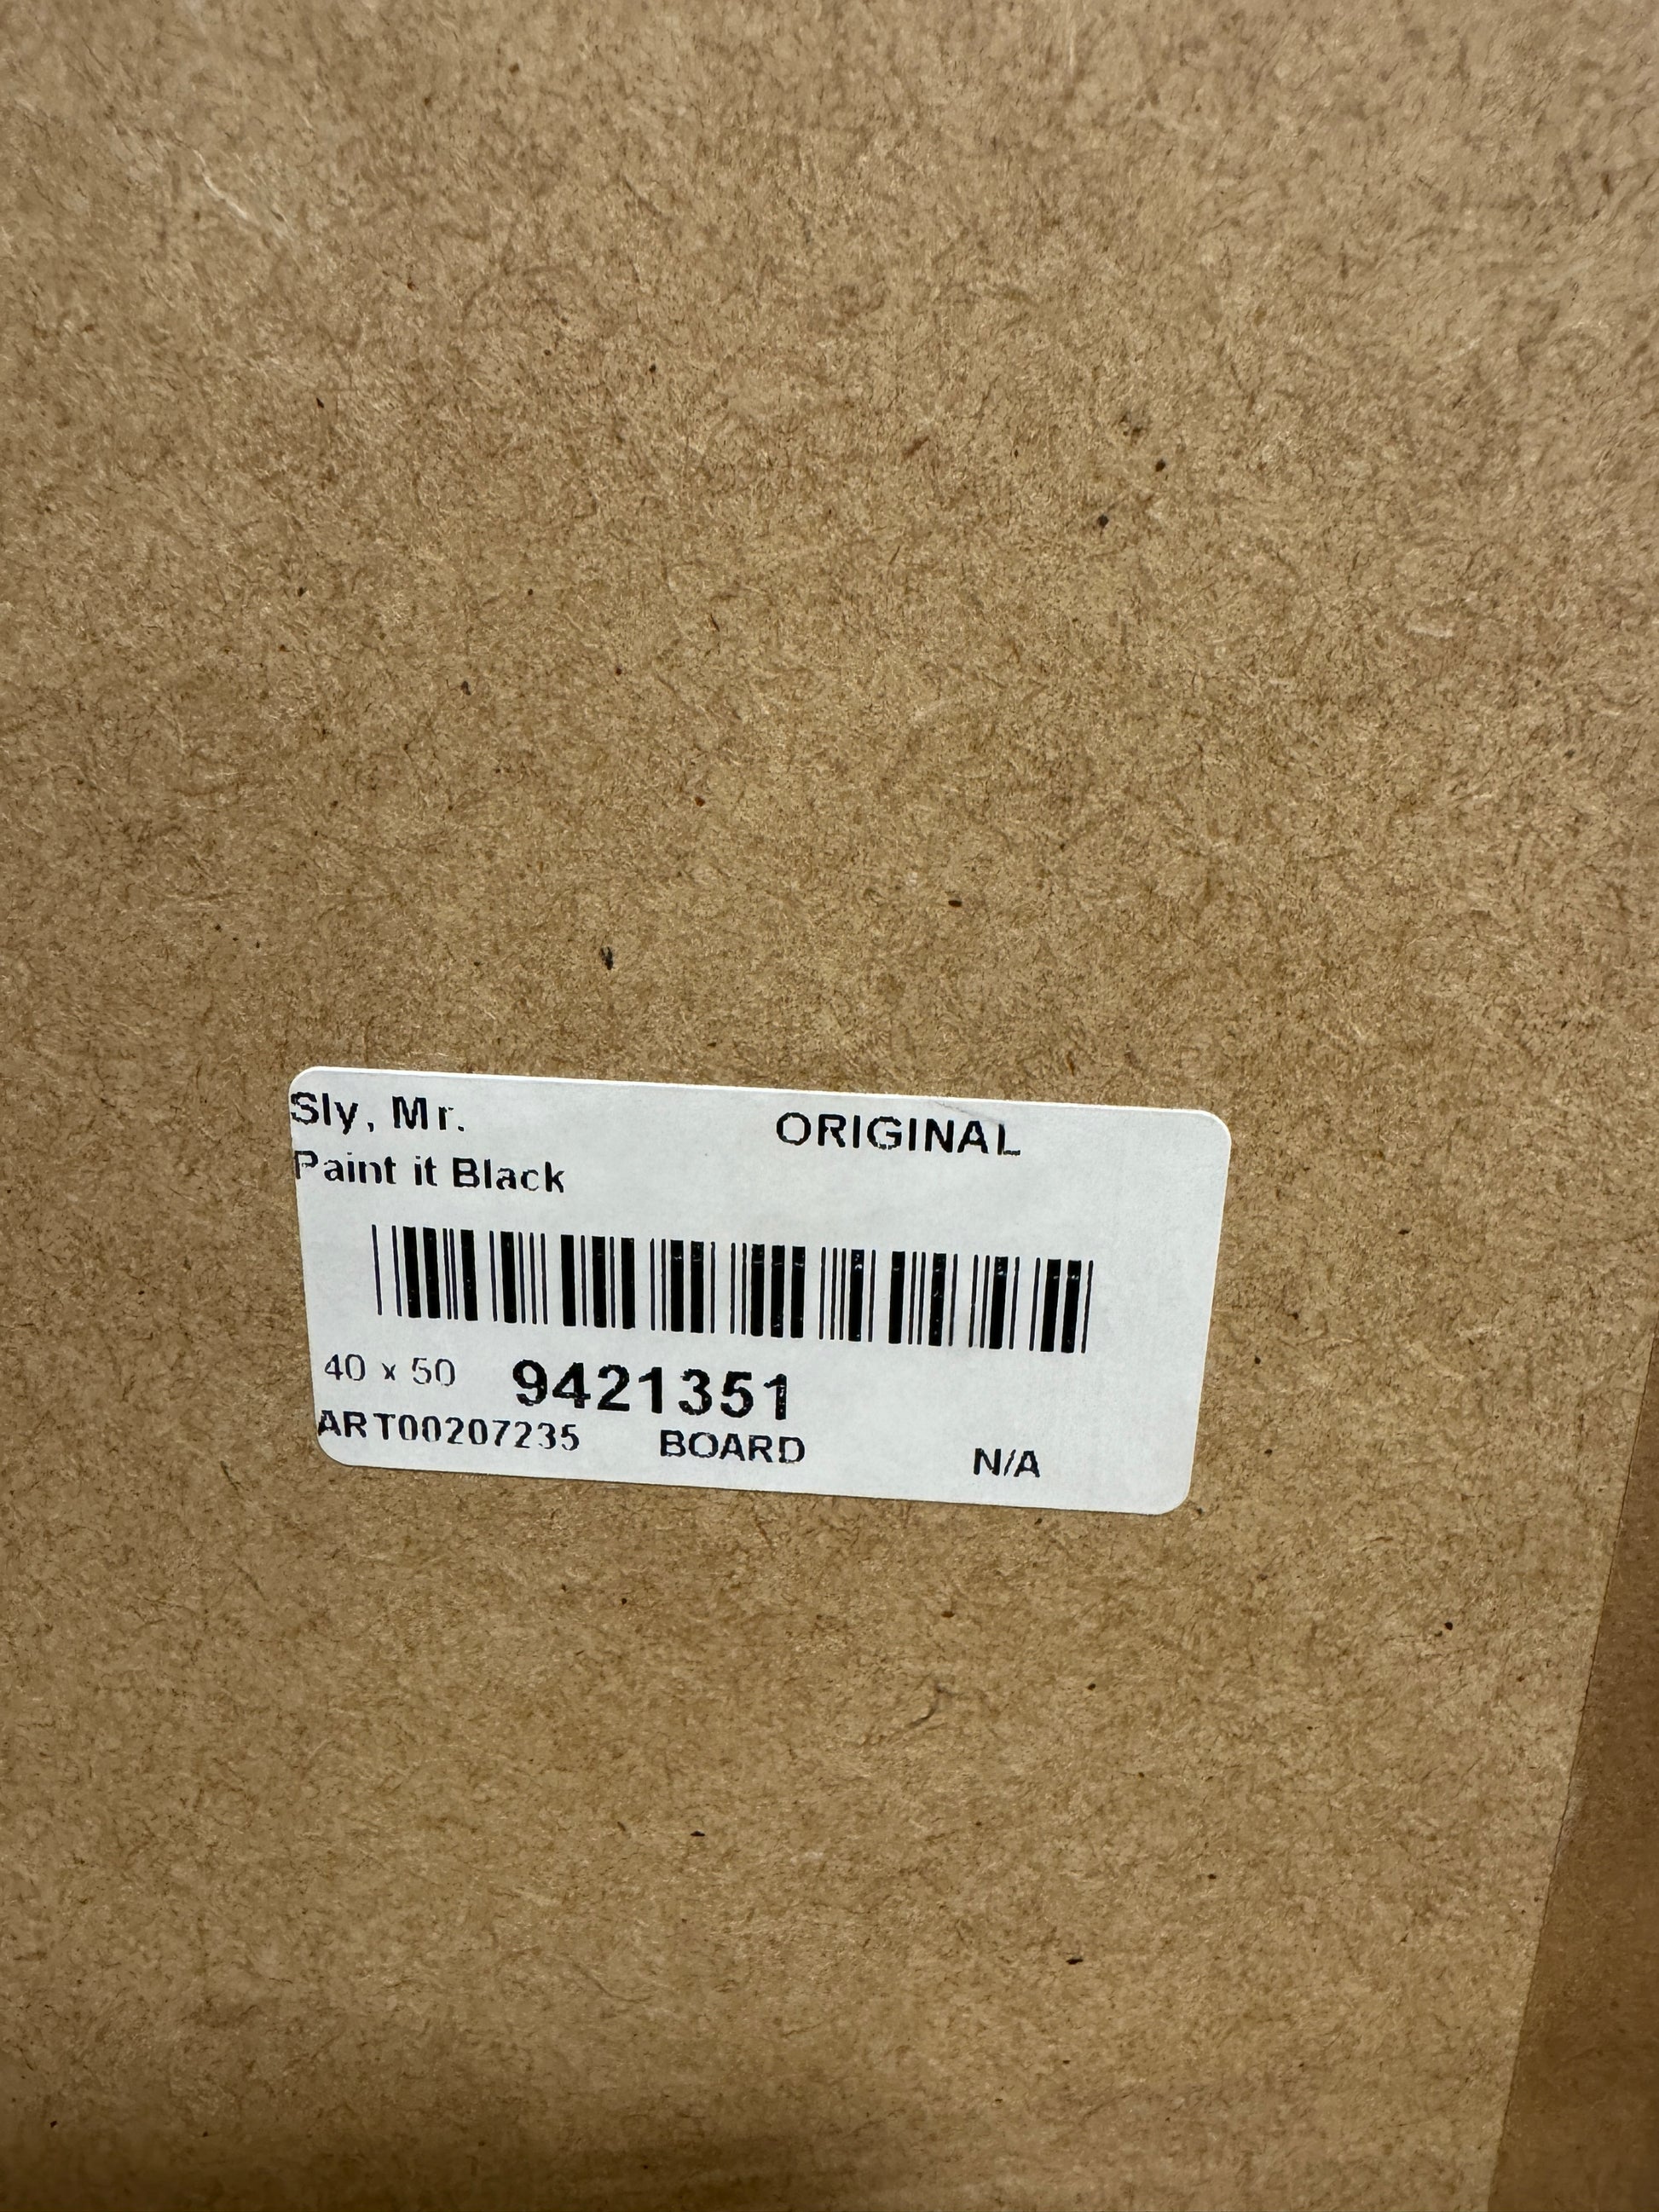 Sly, Mr. ORIGINAL
Paint it Black
40 x 50 9421351
ART00207235 BOARD N/A